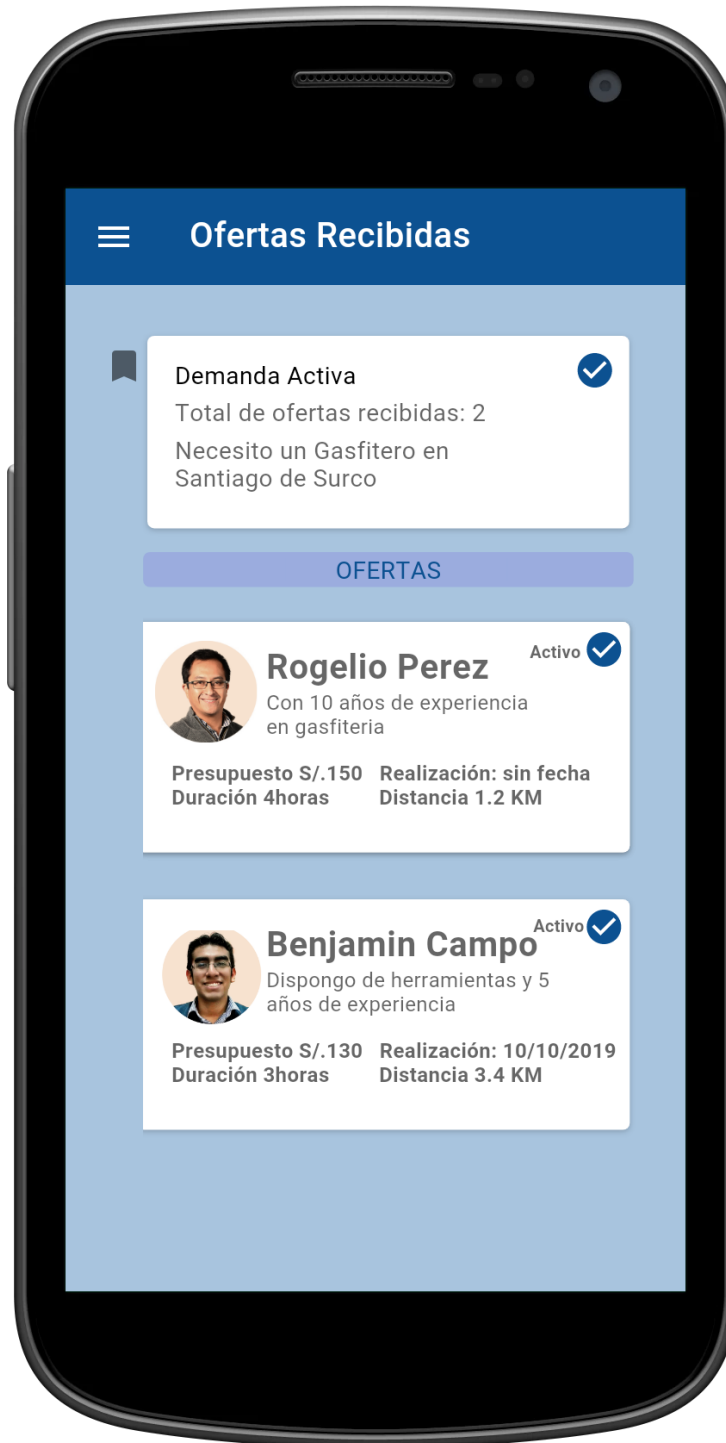 Ofertas Recibidas
Demanda Activa
Total de ofertas recibidas: 2
Necesito un Gasfitero en
Santiago de Surco
OFERTAS
Activo
Rogelio Perez
Con 10 años de experiencia
en gasfiteria
Presupuesto S/.150 Realización: sin fecha
Duración 4horas Distancia 1.2 KM
Activo
Benjamin Campo
Dispongo de herramientas y 5
años de experiencia
Presupuesto S/.130 Realización: 10/10/2019
Duración 3horas Distancia 3.4 KM